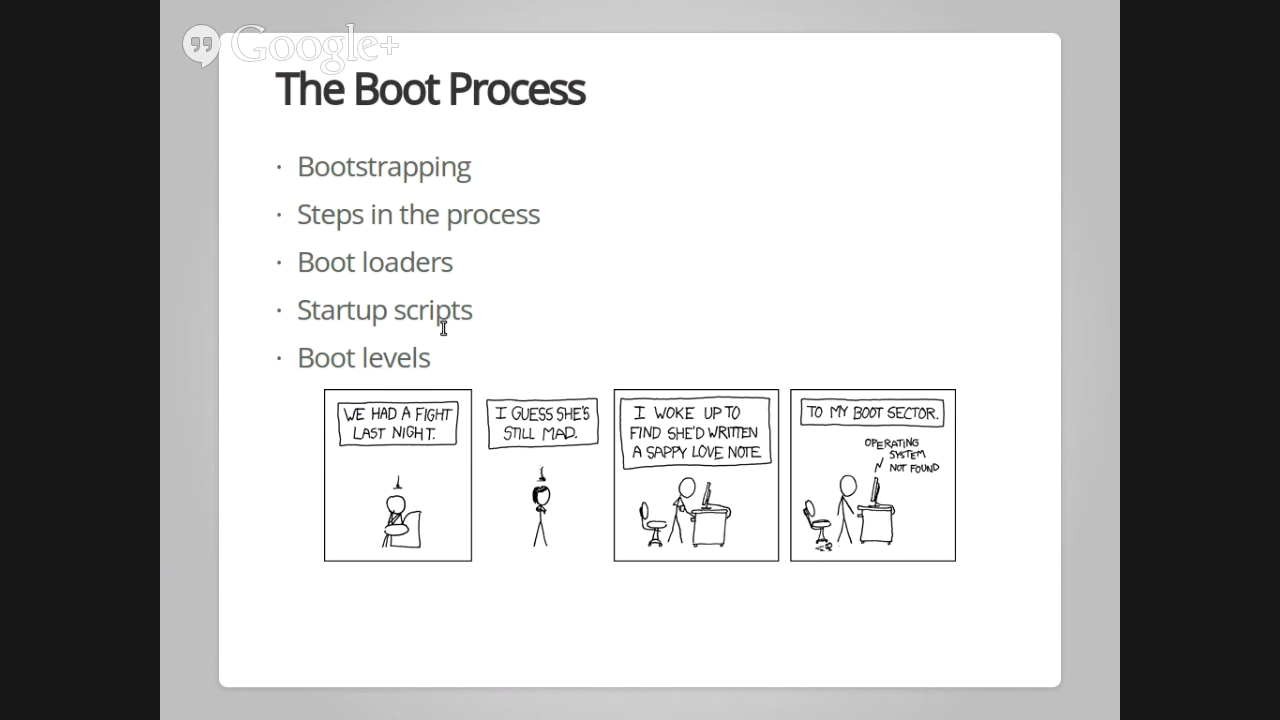 Google+
The Boot Process
· Bootstrapping
· Steps in the process
· Boot loaders
· Startup scripts
· Boot levels
WE HAD A FIGHT
LAST NIGHT.
I GUESS SHE'S
STILL MAD.
I WOKE UP TO
FIND SHE'D WRITTEN
A SAPPY LOVE NOTE
TO MY BOOT SECTOR.
OPERATING
SYSTEM
NOT FOUND